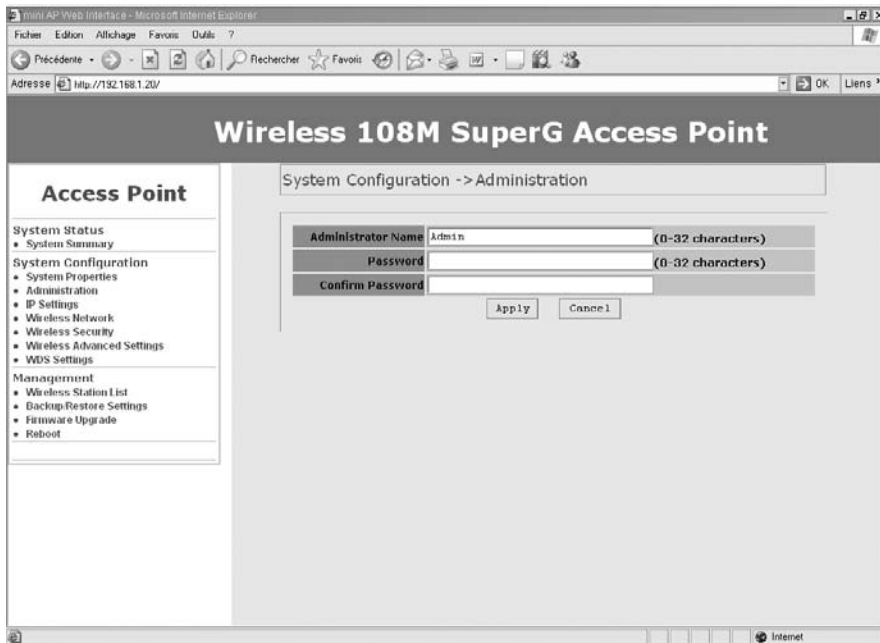 mini AP Web Interface - Microsoft Internet Explorer
Fichier Edition Affichage Favoris Outils ?
Précédente Rechercher Favoris
Adresse http://192.168.1.20/ OK Liens
Wireless 108M SuperG Access Point
Access Point
System Status
System Summary
System Configuration
System Properties
Administration
IP Settings
Wireless Network
Wireless Security
Wireless Advanced Settings
WDS Settings
Management
Wireless Station List
Backup/Restore Settings
Firmware Upgrade
Reboot
System Configuration ->Administration
Administrator Name Admin (0-32 characters)
Password (0-32 characters)
Confirm Password
Apply Cancel
Internet